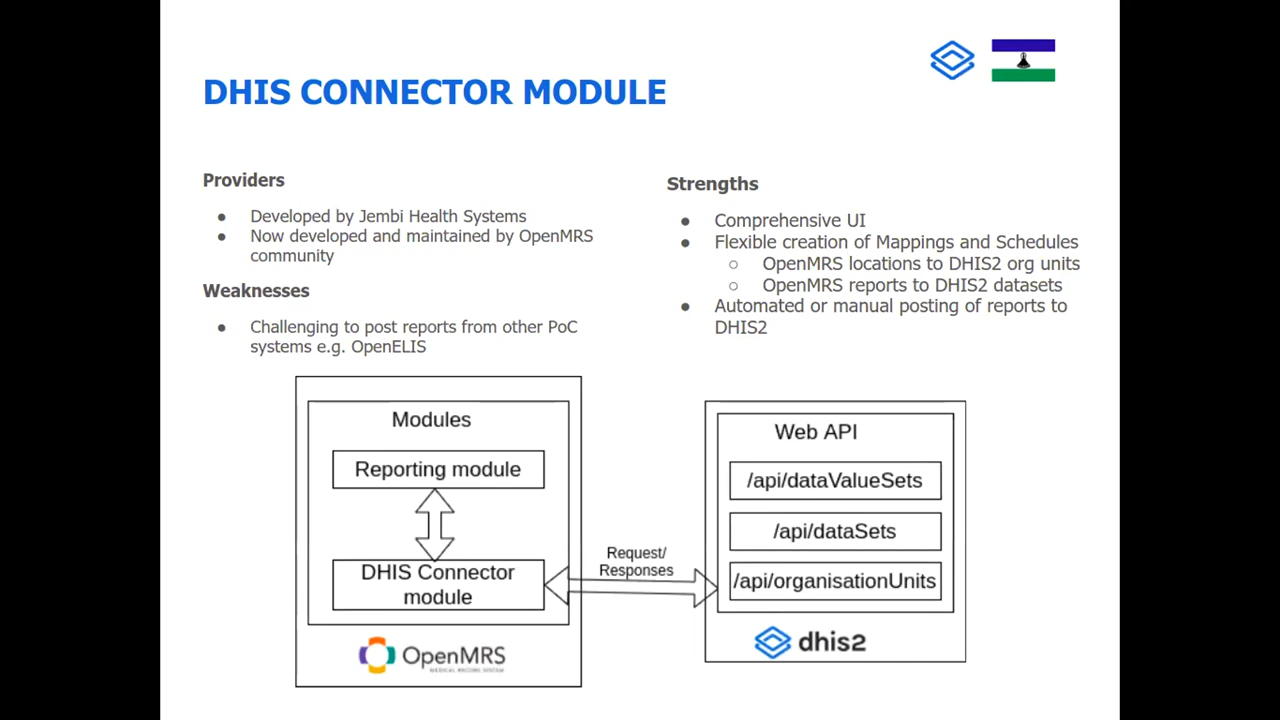 DHIS CONNECTOR MODULE
Providers
● Developed by Jembi Health Systems
● Now developed and maintained by OpenMRS
community
Weaknesses
● Challenging to post reports from other PoC
systems e.g. OpenELIS
Strengths
● Comprehensive UI
● Flexible creation of Mappings and Schedules
○ OpenMRS locations to DHIS2 org units
○ OpenMRS reports to DHIS2 datasets
● Automated or manual posting of reports to
DHIS2
Modules
Reporting module
DHIS Connector
module
OpenMRS
MEDICAL RECORD SYSTEM
Request/
Responses
Web API
/api/dataValueSets
/api/dataSets
/api/organisationUnits
dhis2